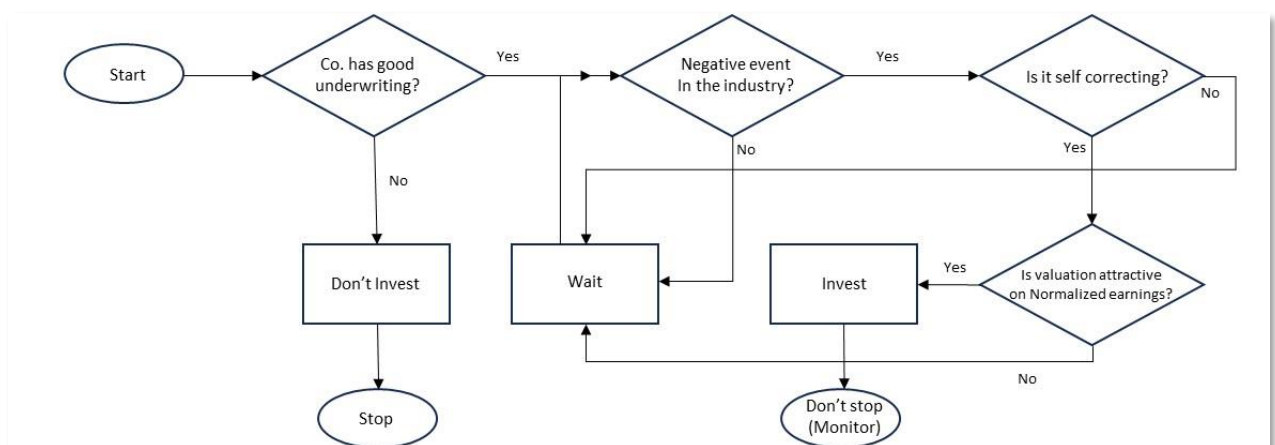 Start
Co. has good
underwriting?
Yes
Negative event
In the industry?
Yes
Is it self correcting?
No
No
Yes
No
Don't Invest
Wait
Invest
Yes
Is valuation attractive
on Normalized earnings?
No
Stop
Don't stop
(Monitor)